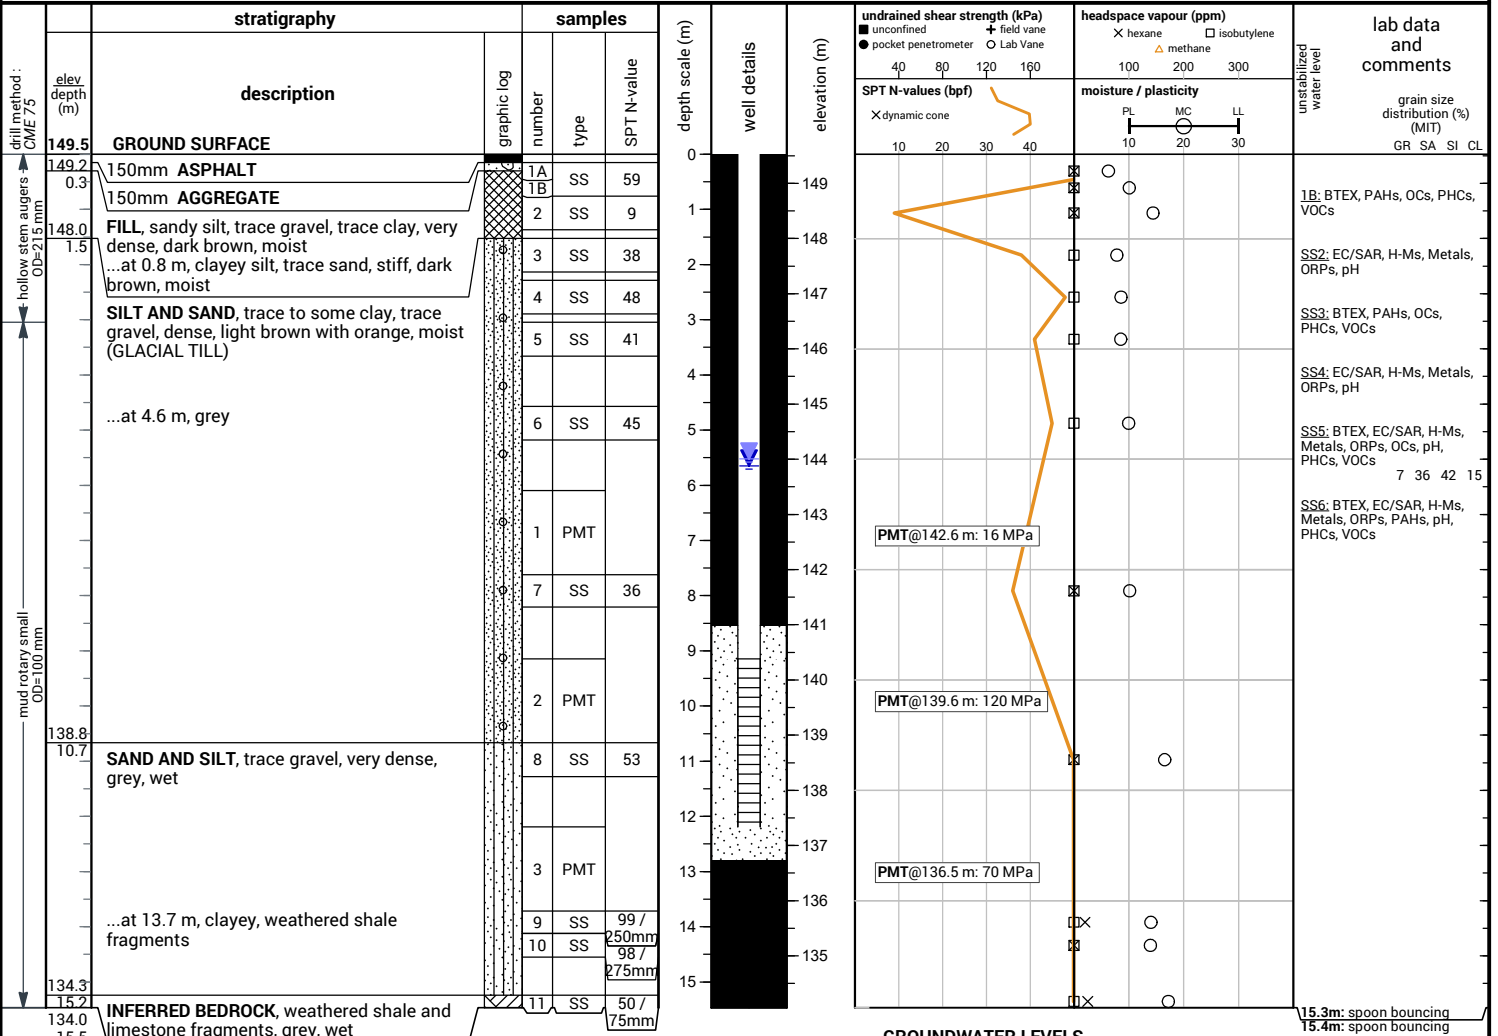 stratigraphy
samples
drill method :
CME 75
elev
depth
(m)
description
graphic log
number
type
SPT N-value
depth scale (m)
well details
elevation (m)
undrained shear strength (kPa)
unconfined
field vane
pocket penetrometer
Lab Vane
40 80 120 160
SPT N-values (bpf)
dynamic cone
10 20 30 40
headspace vapour (ppm)
hexane
isobutylene
methane
100 200 300
moisture / plasticity
PL MC LL
10 20 30
unstabilized
water level
lab data
and
comments
grain size
distribution (%)
(MIT)
GR SA SI CL
149.5 GROUND SURFACE
149.2
0.3
150mm ASPHALT
150mm AGGREGATE
148.0
1.5
FILL, sandy silt, trace gravel, trace clay, very
dense, dark brown, moist
...at 0.8 m, clayey silt, trace sand, stiff, dark
brown, moist
SILT AND SAND, trace to some clay, trace
gravel, dense, light brown with orange, moist
(GLACIAL TILL)
...at 4.6 m, grey
138.8
10.7
SAND AND SILT, trace gravel, very dense,
grey, wet
...at 13.7 m, clayey, weathered shale
fragments
134.3
15.2
134.0
15.5
INFERRED BEDROCK, weathered shale and
limestone fragments, grey, wet
hollow stem augers
OD=215 mm
mud rotary small
OD=100 mm
1A
1B
SS 59
2 SS 9
3 SS 38
4 SS 48
5 SS 41
6 SS 45
1 PMT
7 SS 36
2 PMT
8 SS 53
3 PMT
9 SS 99 /
250mm
10 SS 98 /
275mm
11 SS 50 /
75mm
0
1
2
3
4
5
6
7
8
9
10
11
12
13
14
15
149
148
147
146
145
144
143
142
141
140
139
138
137
136
135
PMT@142.6 m: 16 MPa
PMT@139.6 m: 120 MPa
PMT@136.5 m: 70 MPa
1B: BTEX, PAHs, OCs, PHCs,
VOCs
SS2: EC/SAR, H-Ms, Metals,
ORPs, pH
SS3: BTEX, PAHs, OCs,
PHCs, VOCs
SS4: EC/SAR, H-Ms, Metals,
ORPs, pH
SS5: BTEX, EC/SAR, H-Ms,
Metals, ORPs, OCs, pH,
PHCs, VOCs
7 36 42 15
SS6: BTEX, EC/SAR, H-Ms,
Metals, ORPs, PAHs, pH,
PHCs, VOCs
15.3m: spoon bouncing
15.4m: spoon bouncing
GROUNDWATER LEVELS